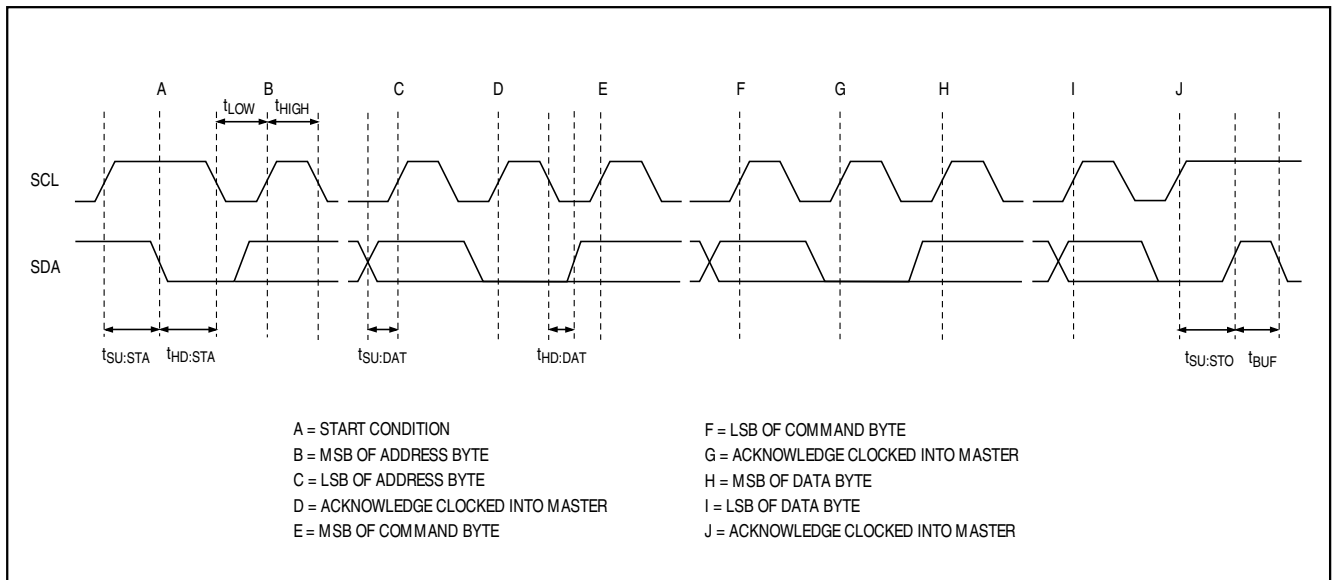 A B C D E F G H I J
tLOW tHIGH
SCL
SDA
tSU:STA tHD:STA tSU:DAT tHD:DAT tSU:STO tBUF
A = START CONDITION
B = MSB OF ADDRESS BYTE
C = LSB OF ADDRESS BYTE
D = ACKNOWLEDGE CLOCKED INTO MASTER
E = MSB OF COMMAND BYTE
F = LSB OF COMMAND BYTE
G = ACKNOWLEDGE CLOCKED INTO MASTER
H = MSB OF DATA BYTE
I = LSB OF DATA BYTE
J = ACKNOWLEDGE CLOCKED INTO MASTER